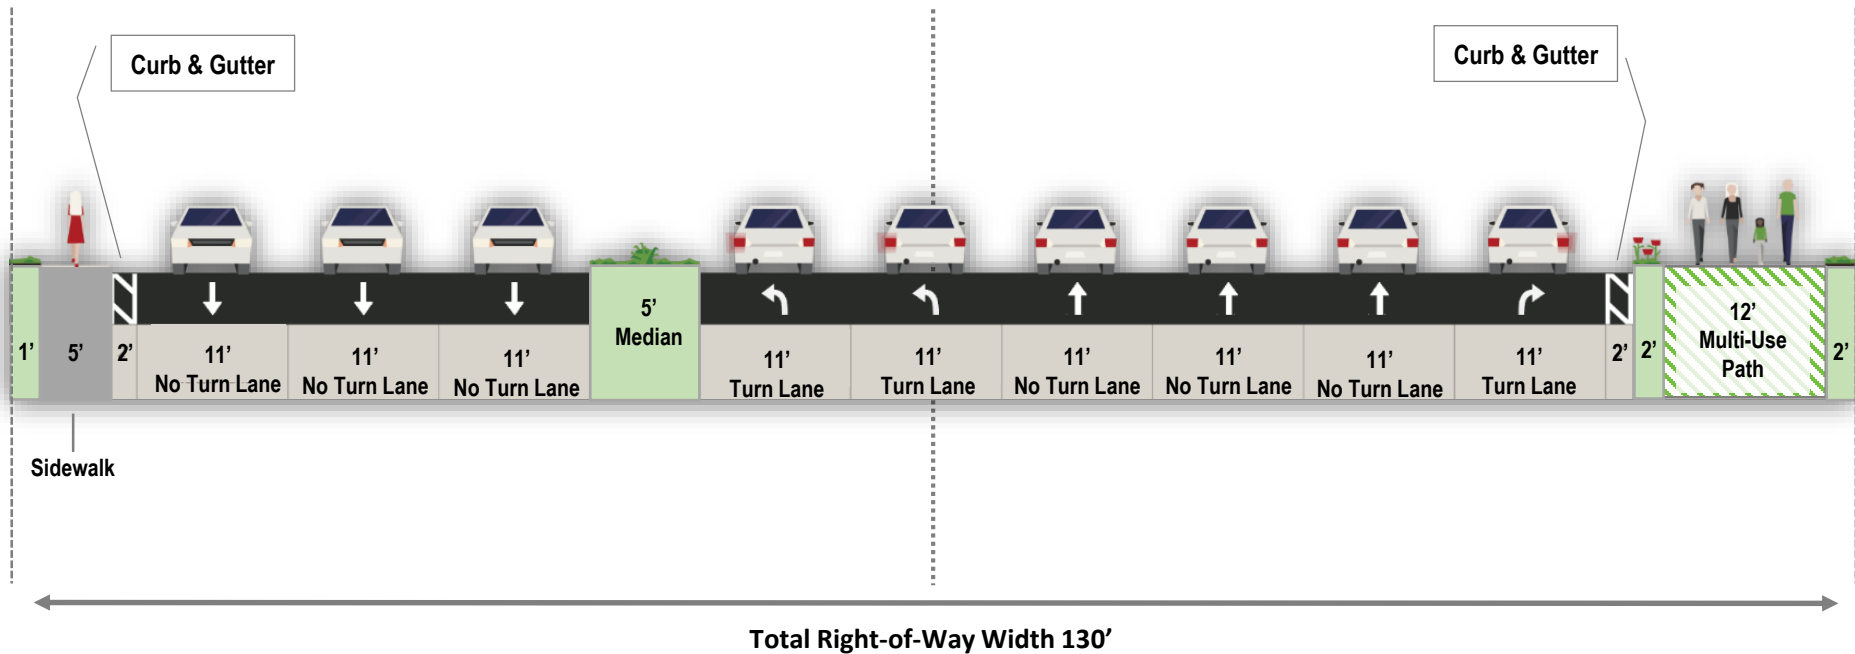 Curb & Gutter
Curb & Gutter
1’
5’
2’
11’
No Turn Lane
11’
No Turn Lane
11’
No Turn Lane
5’
Median
11’
Turn Lane
11’
Turn Lane
11’
No Turn Lane
11’
No Turn Lane
11’
No Turn Lane
11’
Turn Lane
2’
2’
12’
Multi-Use
Path
2’
Sidewalk
Total Right-of-Way Width 130’